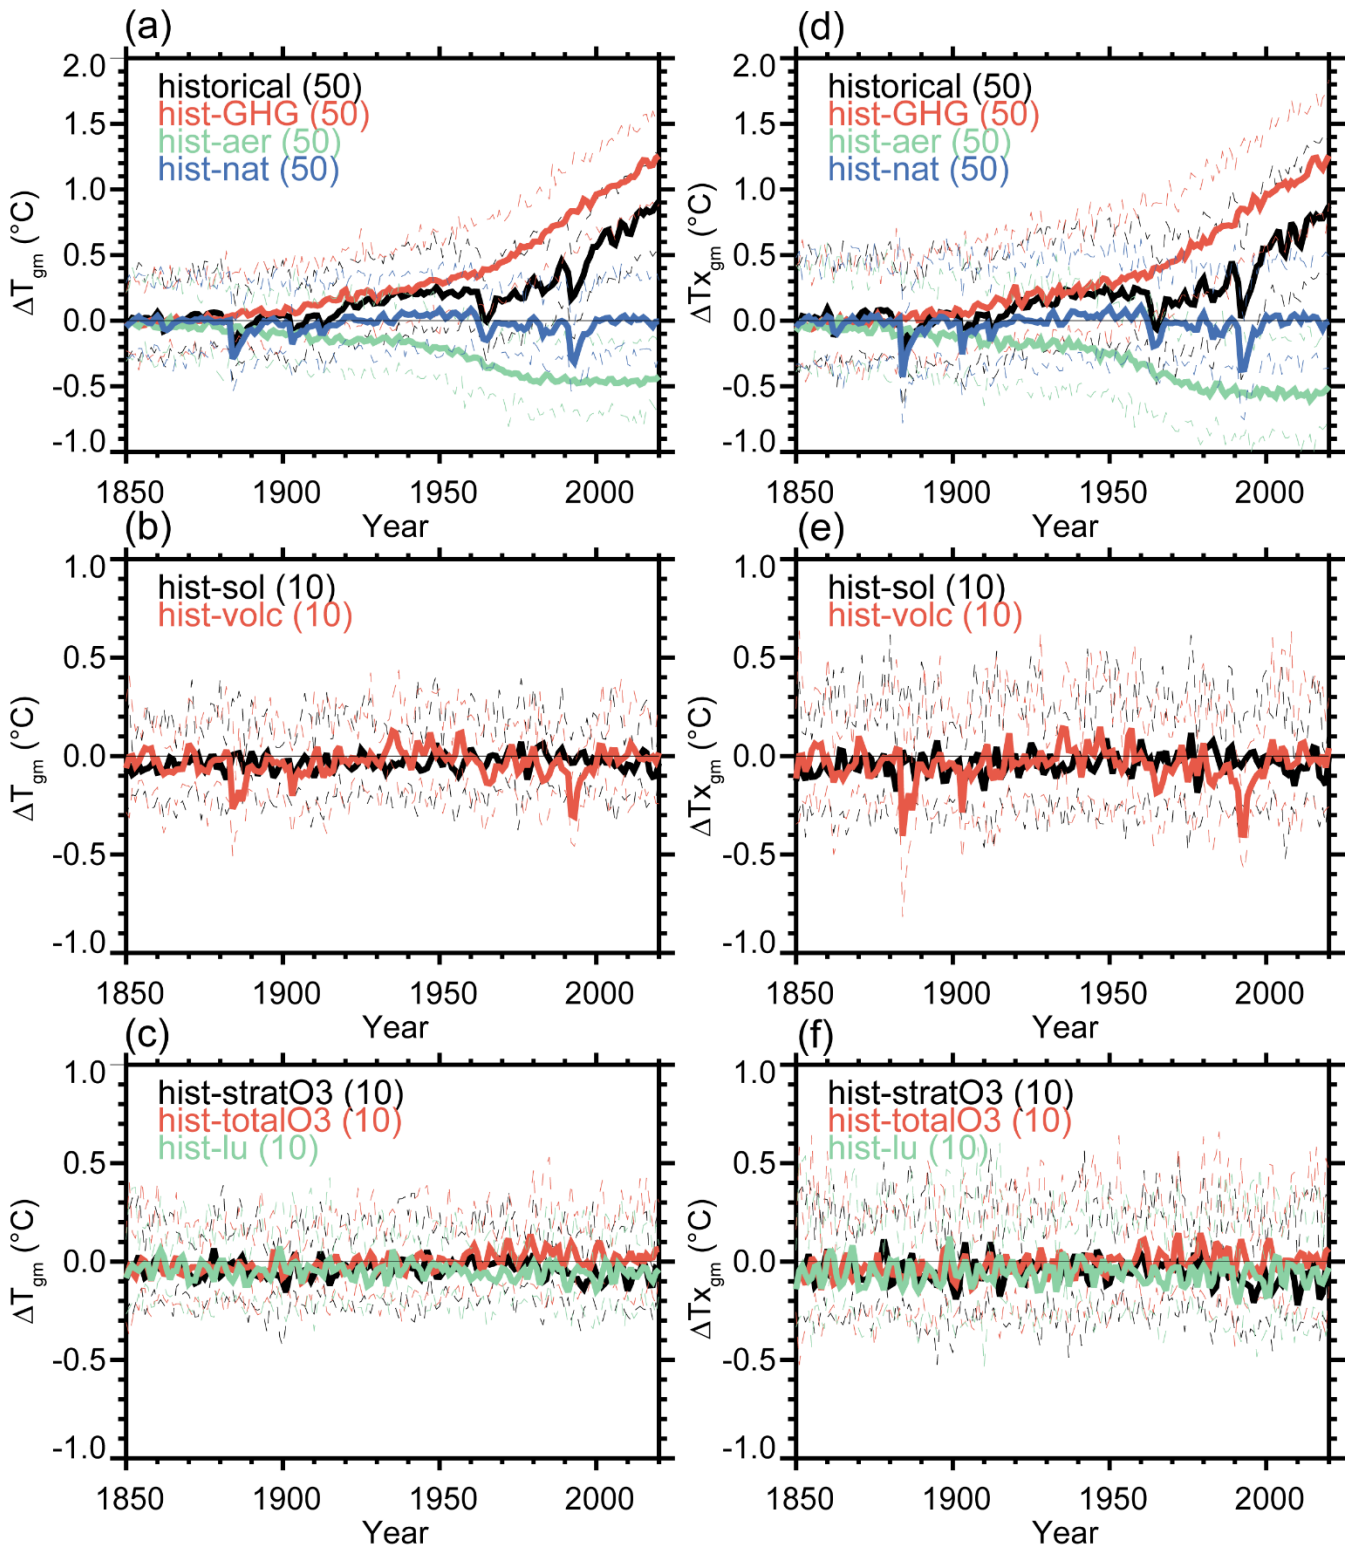 (a)
2.0
1.5
1.0
0.5
0.0
-0.5
-1.0
ΔT_gm (°C)
historical (50)
hist-GHG (50)
hist-aer (50)
hist-nat (50)
1850 1900 1950 2000
Year
(d)
2.0
1.5
1.0
0.5
0.0
-0.5
-1.0
ΔTx_gm (°C)
historical (50)
hist-GHG (50)
hist-aer (50)
hist-nat (50)
1850 1900 1950 2000
Year
(b)
1.0
0.5
0.0
-0.5
-1.0
ΔT_gm (°C)
hist-sol (10)
hist-volc (10)
1850 1900 1950 2000
Year
(e)
1.0
0.5
0.0
-0.5
-1.0
ΔTx_gm (°C)
hist-sol (10)
hist-volc (10)
1850 1900 1950 2000
Year
(c)
1.0
0.5
0.0
-0.5
-1.0
ΔT_gm (°C)
hist-stratO3 (10)
hist-totalO3 (10)
hist-lu (10)
1850 1900 1950 2000
Year
(f)
1.0
0.5
0.0
-0.5
-1.0
ΔTx_gm (°C)
hist-stratO3 (10)
hist-totalO3 (10)
hist-lu (10)
1850 1900 1950 2000
Year